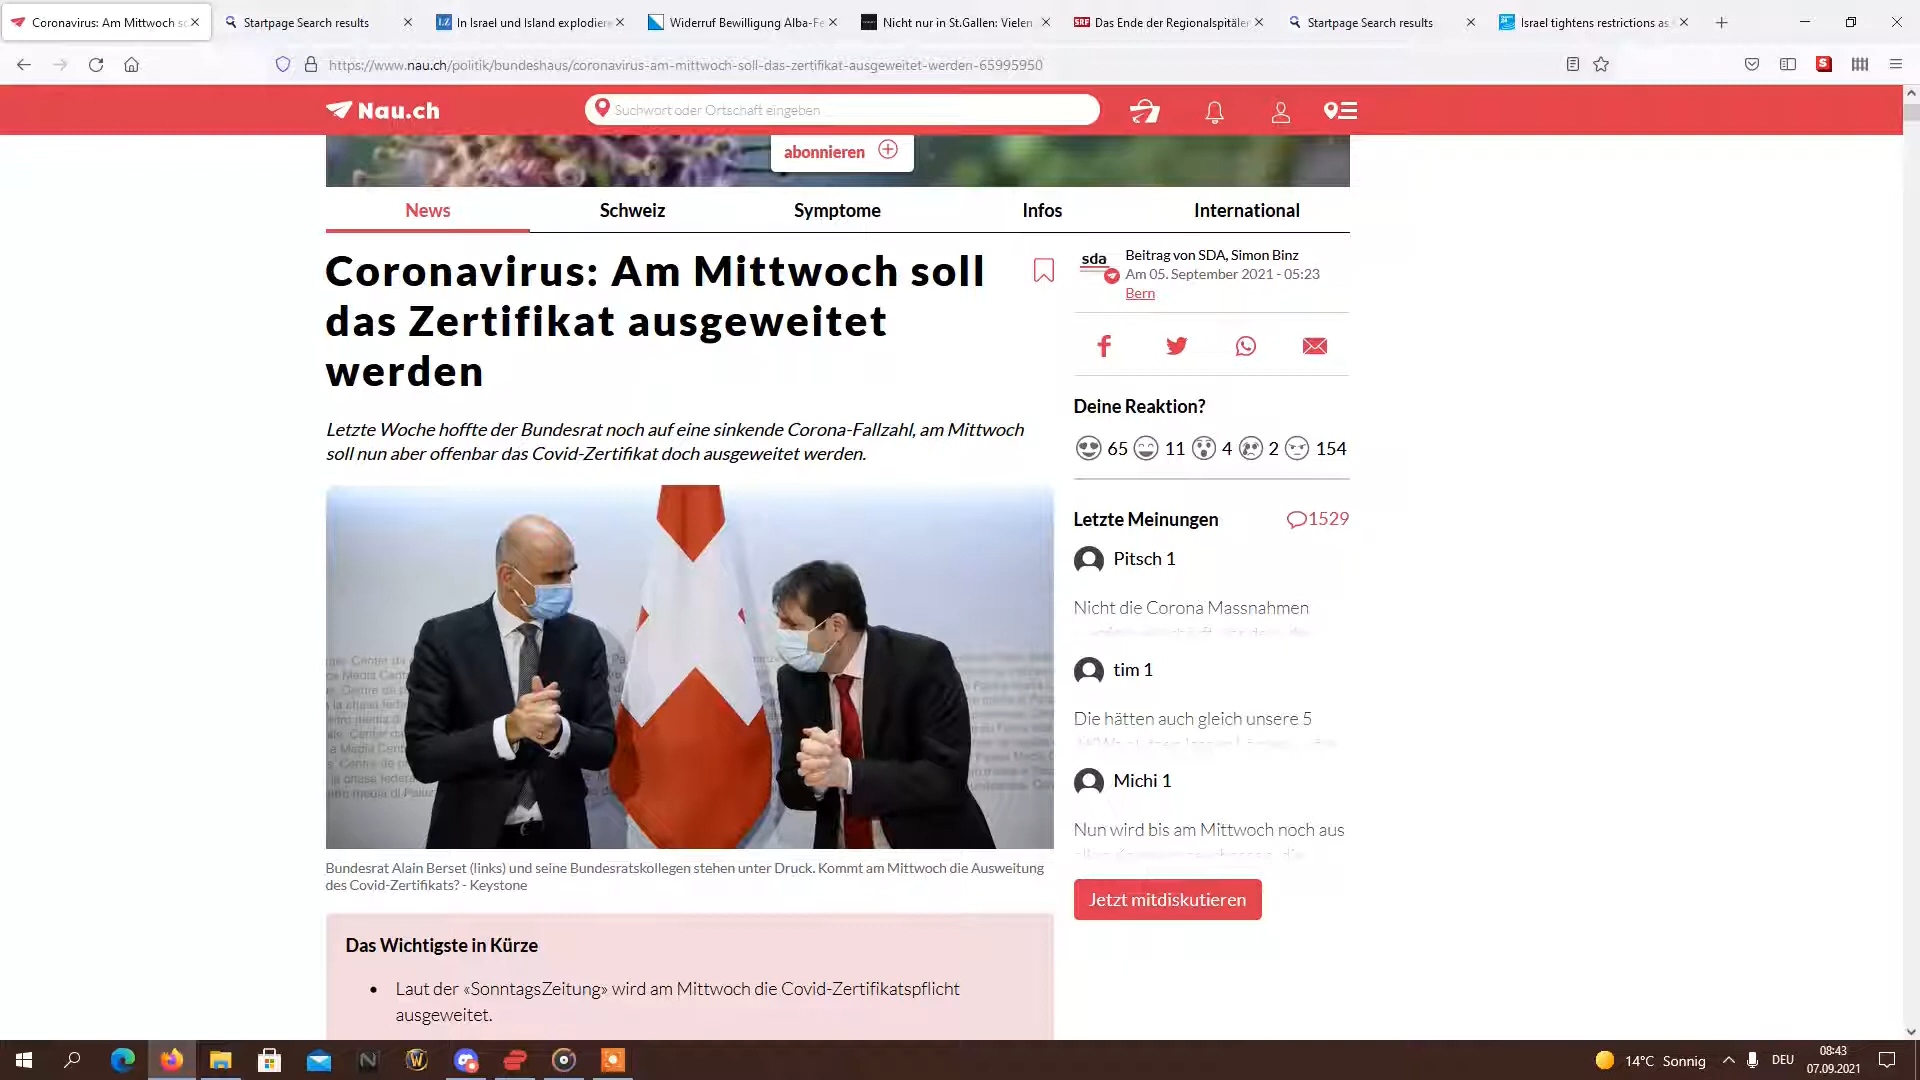 Coronavirus: Am Mittwoch so
Startpage Search results
In Israel und Island explodiere
Widerruf Bewilligung Alba-Fe
Nicht nur in St.Gallen: Vielen
Das Ende der Regionalspitäler
Startpage Search results
Israel tightens restrictions as
https://www.nau.ch/politik/bundeshaus/coronavirus-am-mittwoch-soll-das-zertifikat-ausgeweitet-werden-65995950
Nau.ch
Suchwort oder Ortschaft eingeben
abonnieren
News
Schweiz
Symptome
Infos
International
Coronavirus: Am Mittwoch soll
das Zertifikat ausgeweitet
werden
Letzte Woche hoffte der Bundesrat noch auf eine sinkende Corona-Fallzahl, am Mittwoch
soll nun aber offenbar das Covid-Zertifikat doch ausgeweitet werden.
Bundesrat Alain Berset (links) und seine Bundesratskollegen stehen unter Druck. Kommt am Mittwoch die Ausweitung
des Covid-Zertifikats? - Keystone
Das Wichtigste in Kürze
• Laut der «SonntagsZeitung» wird am Mittwoch die Covid-Zertifikatspflicht
ausgeweitet.
sda
Beitrag von SDA, Simon Binz
Am 05. September 2021 - 05:23
Bern
Deine Reaktion?
65 11 4 2 154
Letzte Meinungen
1529
Pitsch 1
Nicht die Corona Massnahmen
tim 1
Die hätten auch gleich unsere 5
Michi 1
Nun wird bis am Mittwoch noch aus
Jetzt mitdiskutieren
14°C Sonnig
DEU
08:43
07.09.2021